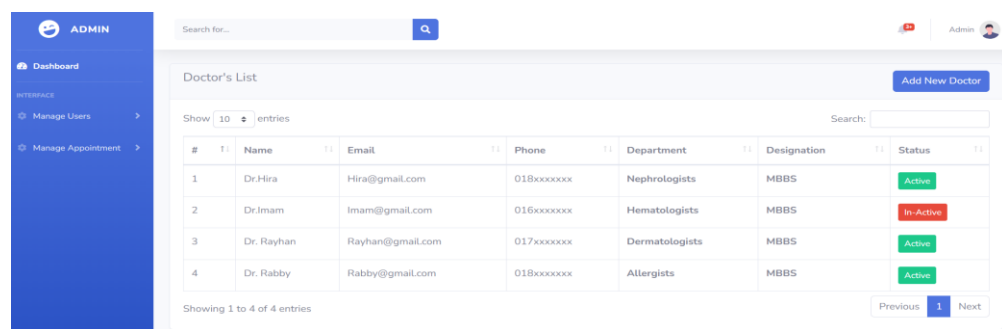 ADMIN
Search for...
3+
Admin
Dashboard
INTERFACE
Manage Users
Manage Appointment
Doctor's List
Add New Doctor
Show 10 entries
Search:
# Name Email Phone Department Designation Status
1 Dr.Hira Hira@gmail.com 018xxxxxxx Nephrologists MBBS Active
2 Dr.Imam Imam@gmail.com 016xxxxxxx Hematologists MBBS In-Active
3 Dr. Rayhan Rayhan@gmail.com 017xxxxxxx Dermatologists MBBS Active
4 Dr. Rabby Rabby@gmail.com 018xxxxxxx Allergists MBBS Active
Showing 1 to 4 of 4 entries
Previous 1 Next